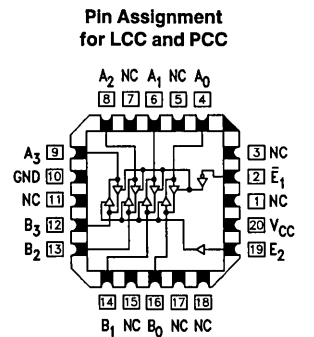 Pin Assignment
for LCC and PCC
A2 NC A1 NC A0
8 7 6 5 4
A3 9
3 NC
GND 10
2 E̅1
NC 11
1 NC
B3 12
20 VCC
B2 13
19 E2
14 15 16 17 18
B1 NC B0 NC NC